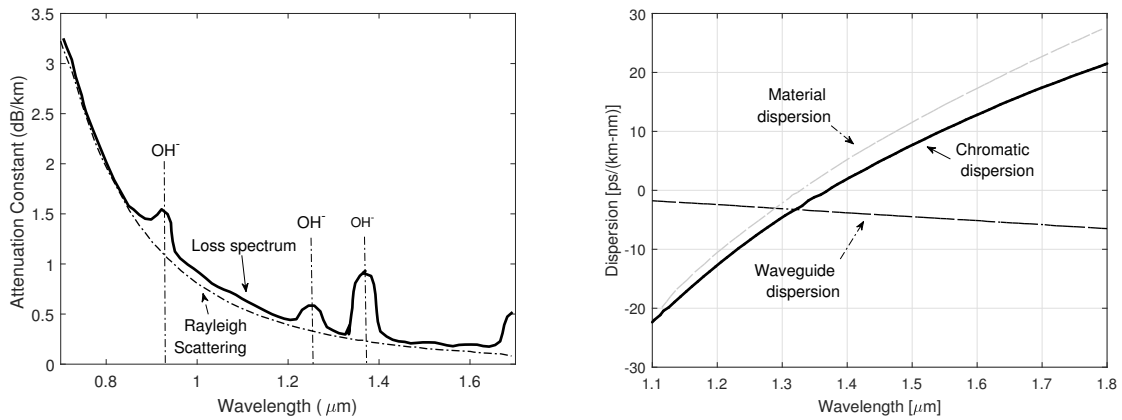 3.5
3
2.5
2
1.5
1
0.5
0
Attenuation Constant (dB/km)
OH-
OH-
OH-
Loss spectrum
Rayleigh
Scattering
0.8
1
1.2
1.4
1.6
Wavelength ( μm)
30
20
10
0
-10
-20
-30
Dispersion [ps/(km-nm)]
Material
dispersion
Chromatic
dispersion
Waveguide
dispersion
1.1
1.2
1.3
1.4
1.5
1.6
1.7
1.8
Wavelength [μm]